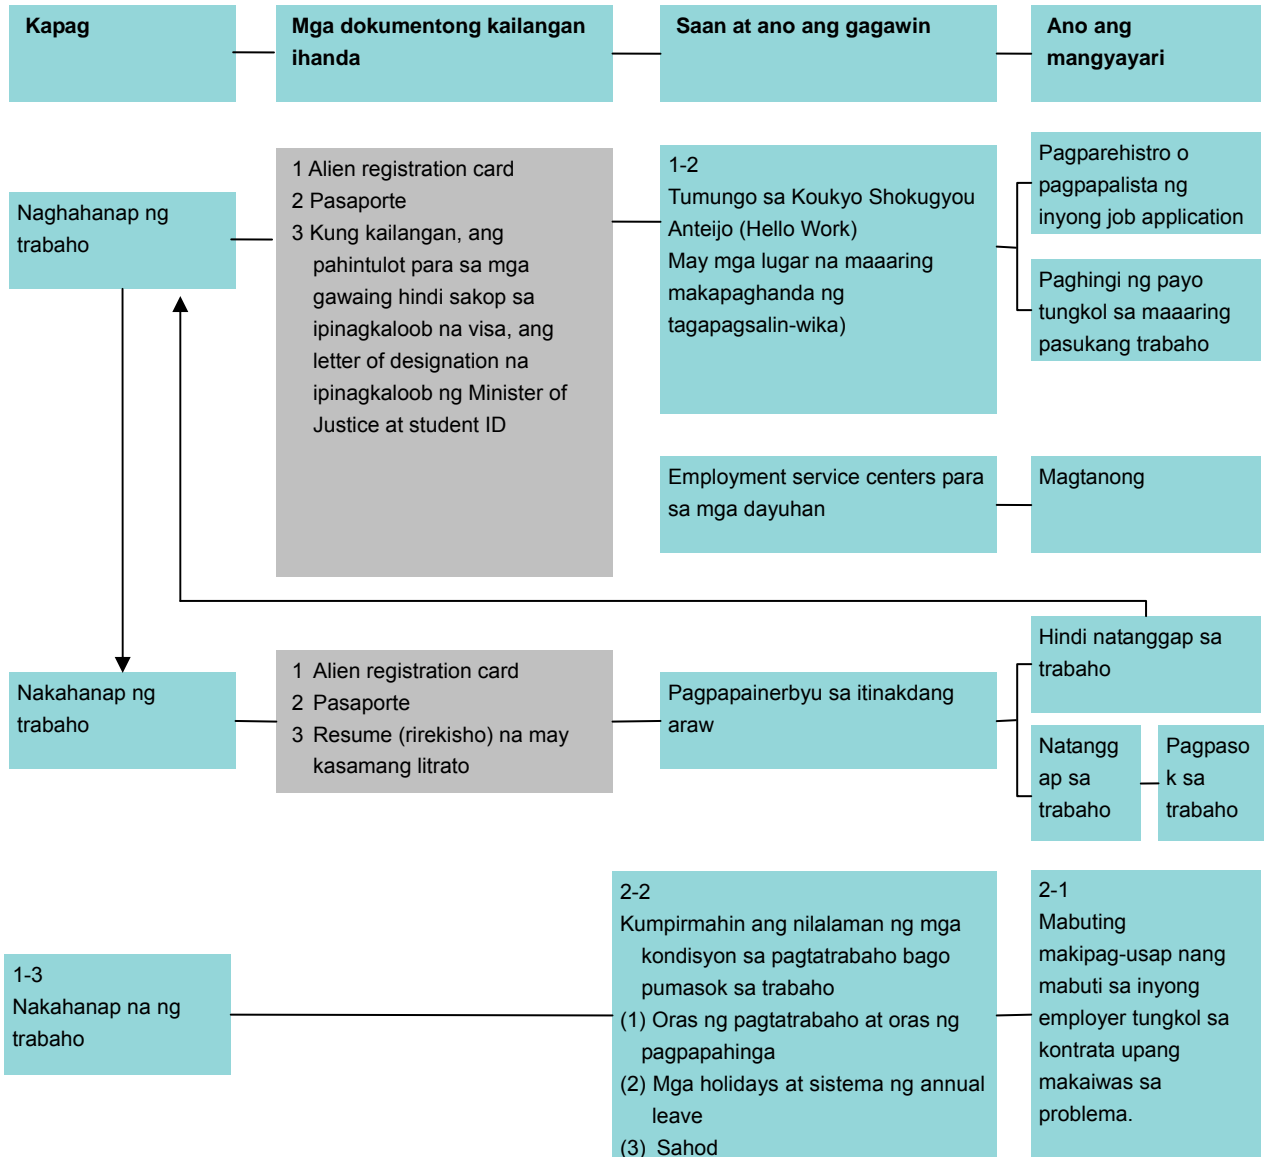 Kapag
Mga dokumentong kailangan
ihanda
Saan at ano ang gagawin
Ano ang
mangyayari
Naghahanap ng
trabaho
1 Alien registration card
2 Pasaporte
3 Kung kailangan, ang
pahintulot para sa mga
gawaing hindi sakop sa
ipinagkaloob na visa, ang
letter of designation na
ipinagkaloob ng Minister of
Justice at student ID
1-2
Tumungo sa Koukyo Shokugyou
Anteijo (Hello Work)
May mga lugar na maaaring
makapaghanda ng
tagapagsalin-wika)
Pagparehistro o
pagpapalista ng
inyong job application
Paghingi ng payo
tungkol sa maaaring
pasukang trabaho
Employment service centers para
sa mga dayuhan
Magtanong
Nakahanap ng
trabaho
1 Alien registration card
2 Pasaporte
3 Resume (rirekisho) na may
kasamang litrato
Pagpapainerbyu sa itinakdang
araw
Hindi natanggap sa
trabaho
Natangg
ap sa
trabaho
Pagpaso
k sa
trabaho
1-3
Nakahanap na ng
trabaho
2-2
Kumpirmahin ang nilalaman ng mga
kondisyon sa pagtatrabaho bago
pumasok sa trabaho
(1) Oras ng pagtatrabaho at oras ng
pagpapahinga
(2) Mga holidays at sistema ng annual
leave
(3) Sahod
2-1
Mabuting
makipag-usap nang
mabuti sa inyong
employer tungkol sa
kontrata upang
makaiwas sa
problema.